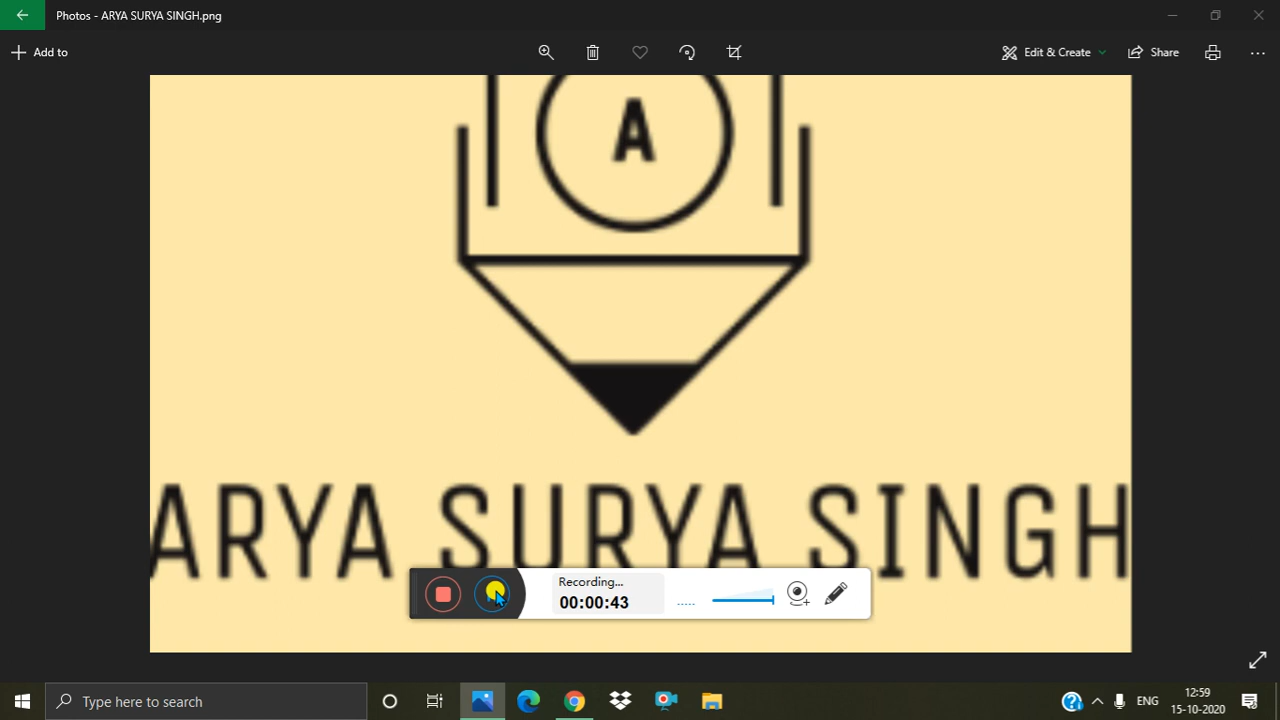 Photos - ARYA SURYA SINGH.png
Add to
Edit & Create
Share
A
ARYA SURYA SINGH
Recording...
00:00:43
Type here to search
ENG
12:59
15-10-2020